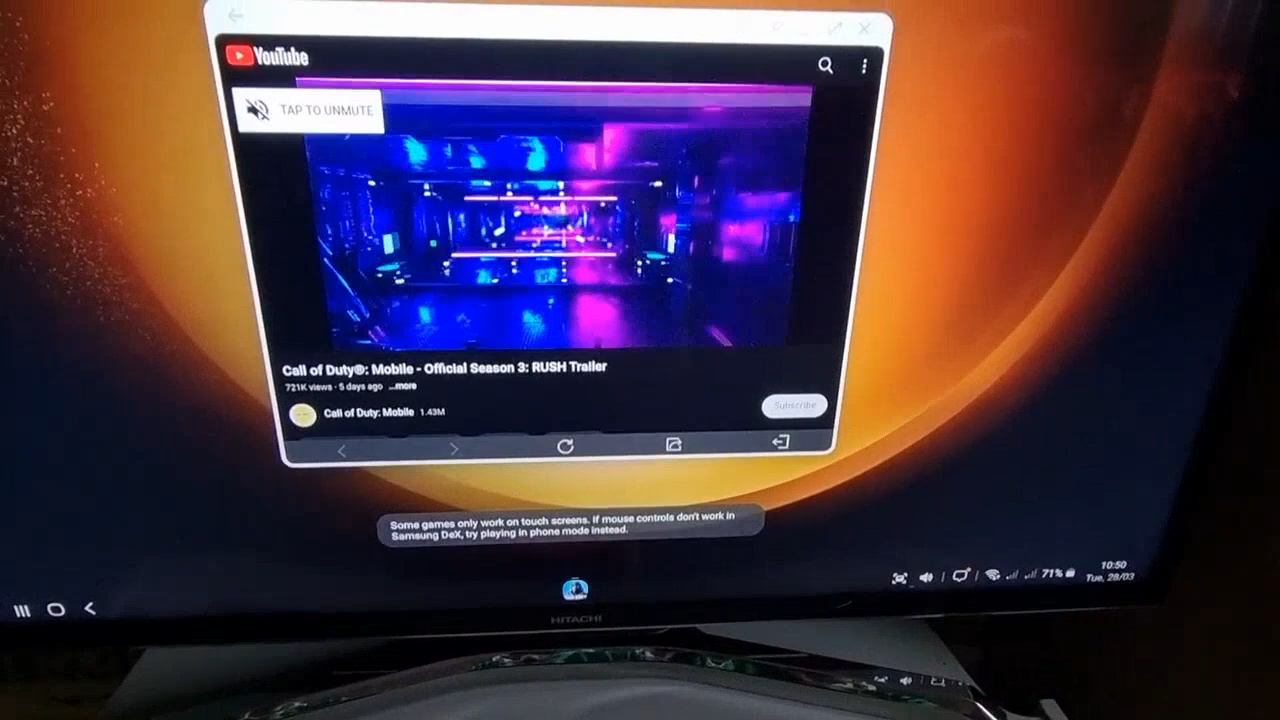 YouTube
TAP TO UNMUTE
Call of Duty®: Mobile - Official Season 3: RUSH Trailer
721K views · 5 days ago ...more
Call of Duty: Mobile 1.43M
Subscribe
Some games only work on touch screens. If mouse controls don't work in
Samsung DeX, try playing in phone mode instead.
71%
10:50
Tue, 28/03
HITACHI